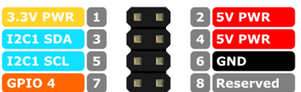 3.3V PWR 1 2 5V PWR
I2C1 SDA 3 4 5V PWR
I2C1 SCL 5 6 GND
GPIO 4 7 8 Reserved